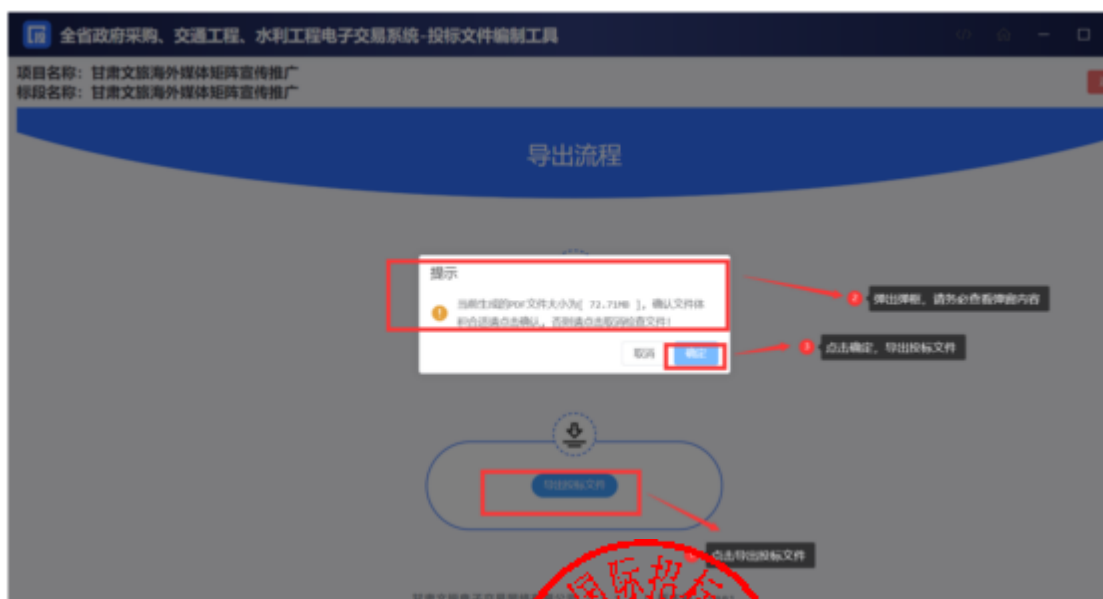 全省政府采购、交通工程、水利工程电子交易系统-投标文件编制工具
项目名称：甘肃文旅海外媒体矩阵宣传推广
标段名称：甘肃文旅海外媒体矩阵宣传推广
导出流程
提示
当前生成的PDF文件大小为[ 72.71MB ]，确认文件体
积合适请点击确认，否则请点击取消检查文件!
取消 确定
2 弹出弹框，请务必查看弹窗内容
3 点击确定，导出投标文件
导出投标文件
点击导出投标文件
国际招